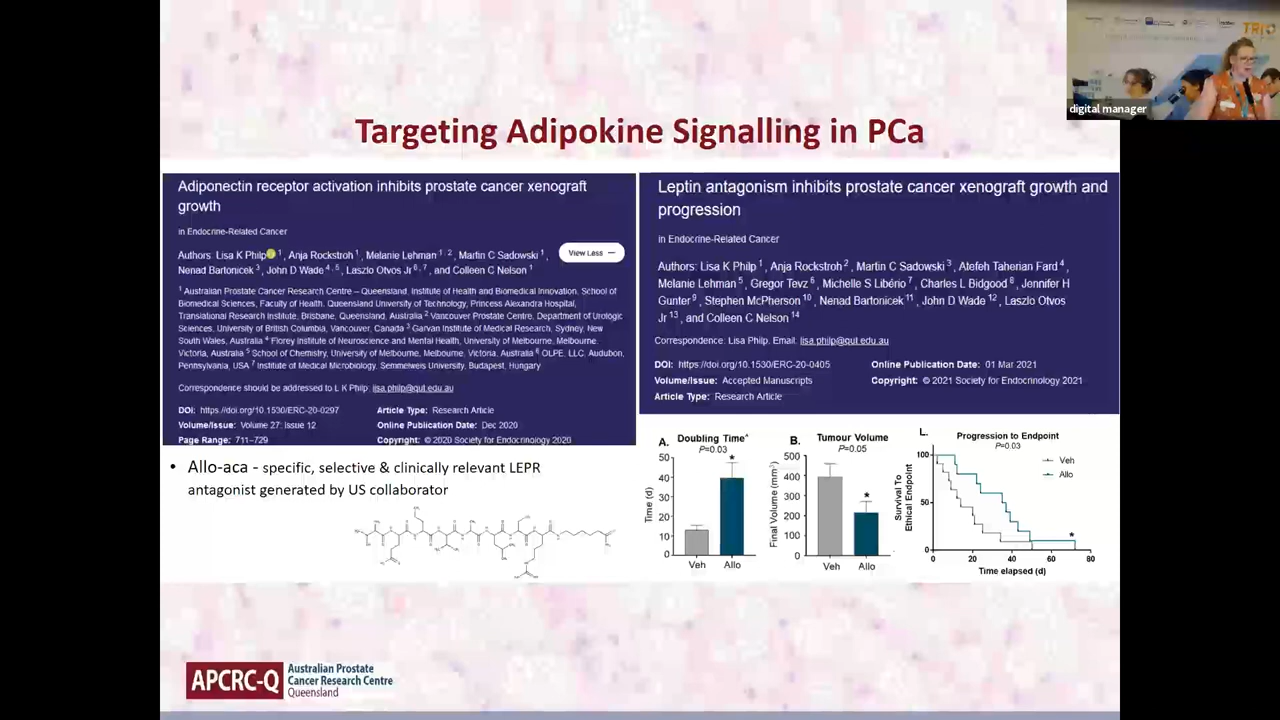 TRI
digital manager
Targeting Adipokine Signalling in PCa
Adiponectin receptor activation inhibits prostate cancer xenograft
growth
in Endocrine-Related Cancer
Authors: Lisa K Philp 1, Anja Rockstroh 1, Melanie Lehman 1 2, Martin C Sadowski 1,
Nenad Bartonicek 3, John D Wade 4, 5, Laszlo Otvos Jr 6, 7, and Colleen C Nelson 1
View Less —
1 Australian Prostate Cancer Research Centre – Queensland, Institute of Health and Biomedical Innovation, School of
Biomedical Sciences, Faculty of Health, Queensland University of Technology, Princess Alexandra Hospital,
Translational Research Institute, Brisbane, Queensland, Australia 2 Vancouver Prostate Centre, Department of Urologic
Sciences, University of British Columbia, Vancouver, Canada 3 Garvan Institute of Medical Research, Sydney, New
South Wales, Australia 4 Florey Institute of Neuroscience and Mental Health, University of Melbourne, Melbourne,
Victoria, Australia 5 School of Chemistry, University of Melbourne, Melbourne, Victoria, Australia 6 OLPE, LLC, Audubon,
Pennsylvania, USA 7 Institute of Medical Microbiology, Semmelweis University, Budapest, Hungary
Correspondence should be addressed to L K Philp: lisa.philp@qut.edu.au
DOI: https://doi.org/10.1530/ERC-20-0297
Article Type: Research Article
Volume/Issue: Volume 27: Issue 12
Online Publication Date: Dec 2020
Page Range: 711–729
Copyright: © 2020 Society for Endocrinology 2020
Leptin antagonism inhibits prostate cancer xenograft growth and
progression
in Endocrine-Related Cancer
Authors: Lisa K Philp 1, Anja Rockstroh 2, Martin C Sadowski 3, Atefeh Taherian Fard 4,
Melanie Lehman 5, Gregor Tevz 6, Michelle S Libério 7, Charles L Bidgood 8, Jennifer H
Gunter 9, Stephen McPherson 10, Nenad Bartonicek 11, John D Wade 12, Laszlo Otvos
Jr 13, and Colleen C Nelson 14
Correspondence: Lisa Philp, Email: lisa.philp@qut.edu.au
DOI: https://doi.org/10.1530/ERC-20-0405
Online Publication Date: 01 Mar 2021
Volume/Issue: Accepted Manuscripts
Copyright: © 2021 Society for Endocrinology 2021
Article Type: Research Article
• Allo-aca - specific, selective & clinically relevant LEPR
antagonist generated by US collaborator
A. Doubling Time^
P=0.03
Time (d)
50
40
30
20
10
0
*
Veh Allo
B. Tumour Volume
P=0.05
Final Volume (mm3)
500
400
300
200
100
0
*
Veh Allo
L. Progression to Endpoint
P=0.03
Survival To
Ethical Endpoint
100
50
0
Veh
Allo
*
0 20 40 60 80
Time elapsed (d)
APCRC-Q
Australian Prostate
Cancer Research Centre
Queensland